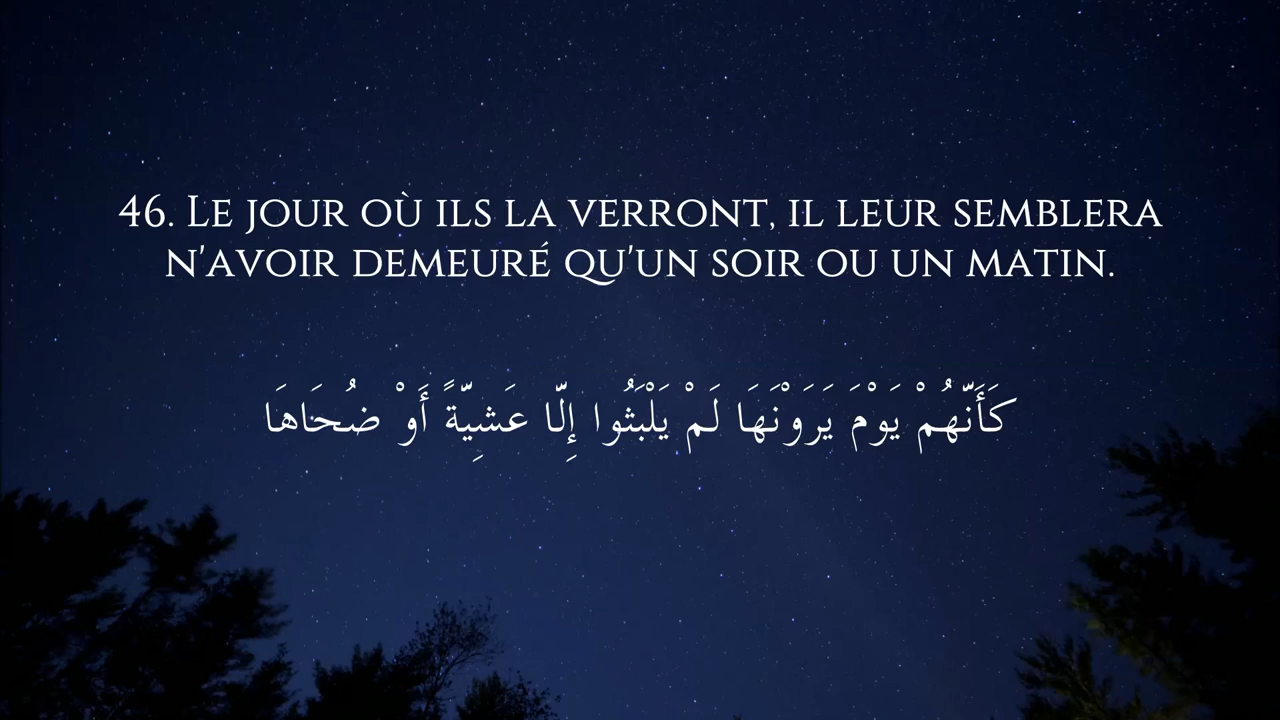 46. Le jour où ils la verront, il leur semblera
n'avoir demeuré qu'un soir ou un matin.
كَأَنَّهُمْ يَوْمَ يَرَوْنَهَا لَمْ يَلْبَثُوا إِلَّا عَشِيَّةً أَوْ ضُحَاهَا